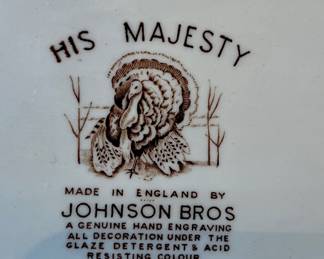 HIS MAJESTY
MADE IN ENGLAND BY
JOHNSON BROS
A GENUINE HAND ENGRAVING
ALL DECORATION UNDER THE
GLAZE DETERGENT & ACID
RESISTING COLOUR